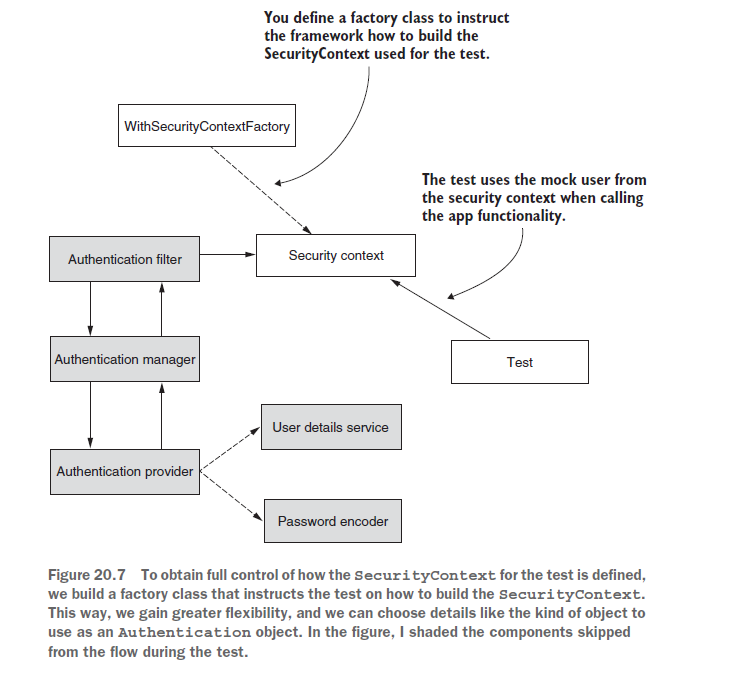 You define a factory class to instruct
the framework how to build the
SecurityContext used for the test.
WithSecurityContextFactory
The test uses the mock user from
the security context when calling
the app functionality.
Authentication filter
Security context
Authentication manager
Test
User details service
Authentication provider
Password encoder
Figure 20.7 To obtain full control of how the SecurityContext for the test is defined,
we build a factory class that instructs the test on how to build the SecurityContext.
This way, we gain greater flexibility, and we can choose details like the kind of object to
use as an Authentication object. In the figure, I shaded the components skipped
from the flow during the test.